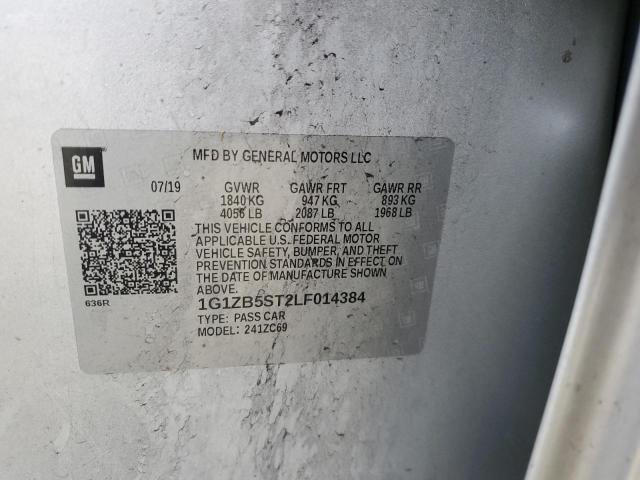 GM
MFD BY GENERAL MOTORS LLC
07/19 GVWR GAWR FRT GAWR RR
1840 KG 947 KG 893 KG
4056 LB 2087 LB 1968 LB
THIS VEHICLE CONFORMS TO ALL
APPLICABLE U.S. FEDERAL MOTOR
VEHICLE SAFETY, BUMPER, AND THEFT
PREVENTION STANDARDS IN EFFECT
ON THE DATE OF MANUFACTURE SHOWN
ABOVE.
636R
1G1ZB5ST2LF014384
TYPE: PASS CAR
MODEL: 241ZC69